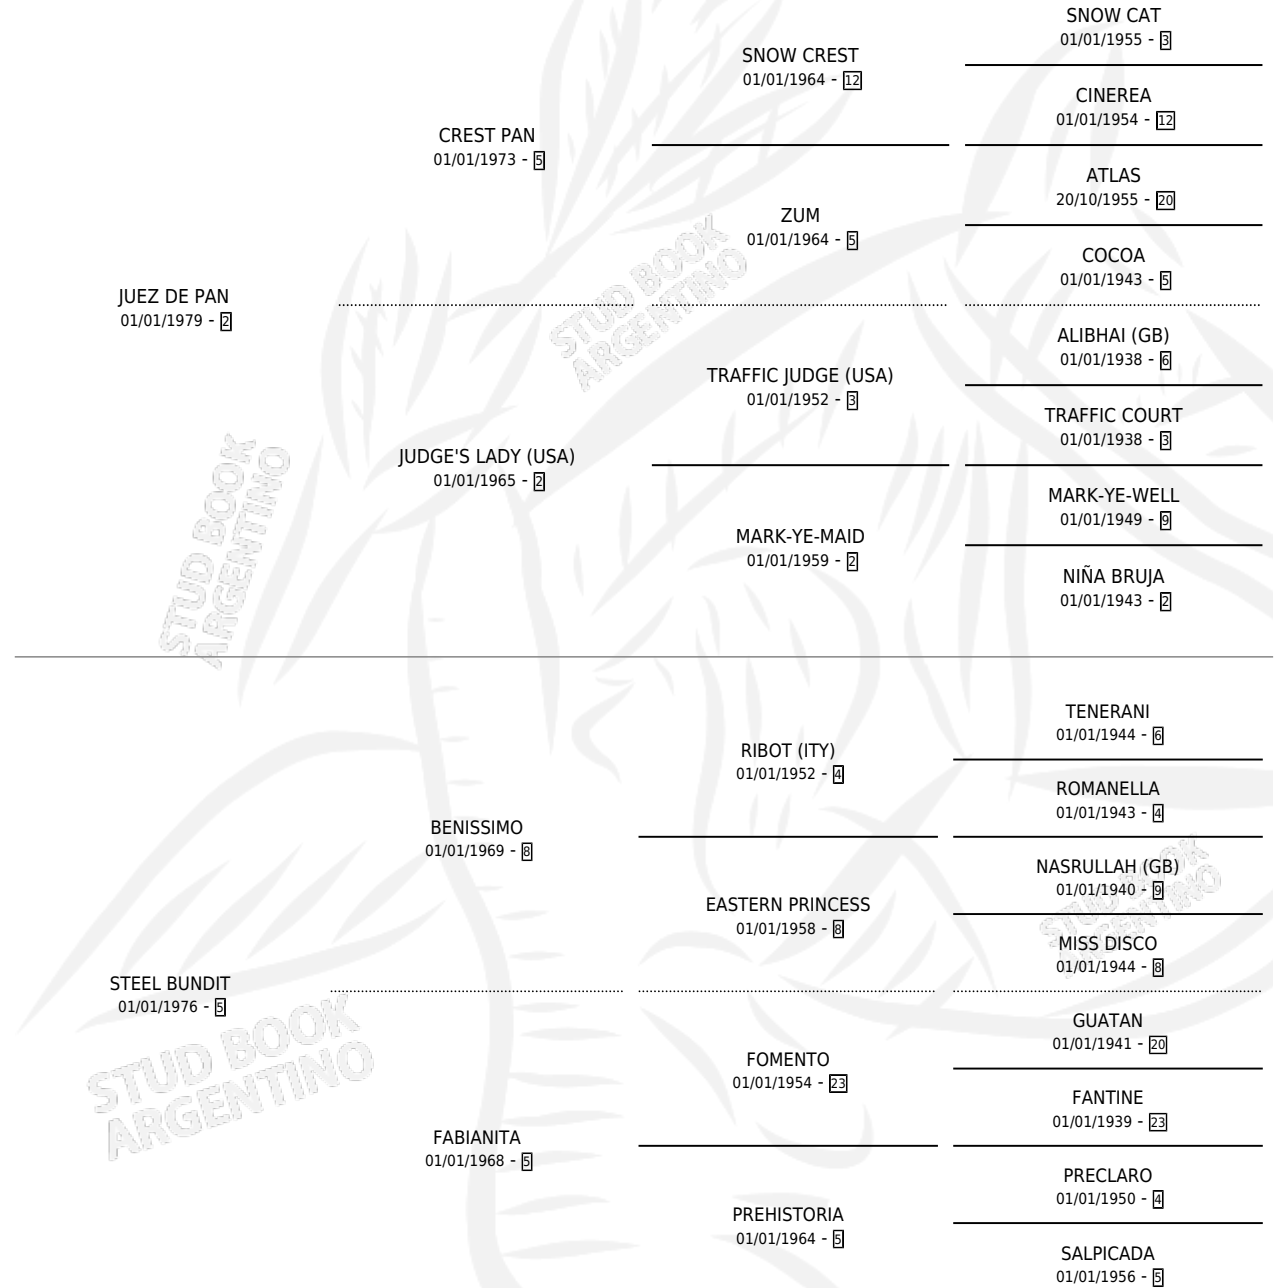 SNOW CAT
01/01/1955 - 3
SNOW CREST
01/01/1964 - 12
CINEREA
01/01/1954 - 12
CREST PAN
01/01/1973 - 5
ATLAS
20/10/1955 - 20
ZUM
01/01/1964 - 5
COCOA
01/01/1943 - 5
JUEZ DE PAN
01/01/1979 - 2
STUD BOOK
ARGENTINO
ALIBHAI (GB)
01/01/1938 - 6
TRAFFIC JUDGE (USA)
01/01/1952 - 3
TRAFFIC COURT
01/01/1938 - 3
JUDGE'S LADY (USA)
01/01/1965 - 2
MARK-YE-WELL
01/01/1949 - 9
MARK-YE-MAID
01/01/1959 - 2
NIÑA BRUJA
01/01/1943 - 2
STUD BOOK
ARGENTINO
TENERANI
01/01/1944 - 6
RIBOT (ITY)
01/01/1952 - 4
ROMANELLA
01/01/1943 - 4
BENISSIMO
01/01/1969 - 8
NASRULLAH (GB)
01/01/1940 - 9
EASTERN PRINCESS
01/01/1958 - 8
MISS DISCO
01/01/1944 - 8
STUD BOOK
ARGENTINO
STEEL BUNDIT
01/01/1976 - 5
GUATAN
01/01/1941 - 20
FOMENTO
01/01/1954 - 23
FANTINE
01/01/1939 - 23
STUD BOOK
ARGENTINO
FABIANITA
01/01/1968 - 5
PRECLARO
01/01/1950 - 4
PREHISTORIA
01/01/1964 - 5
SALPICADA
01/01/1956 - 5